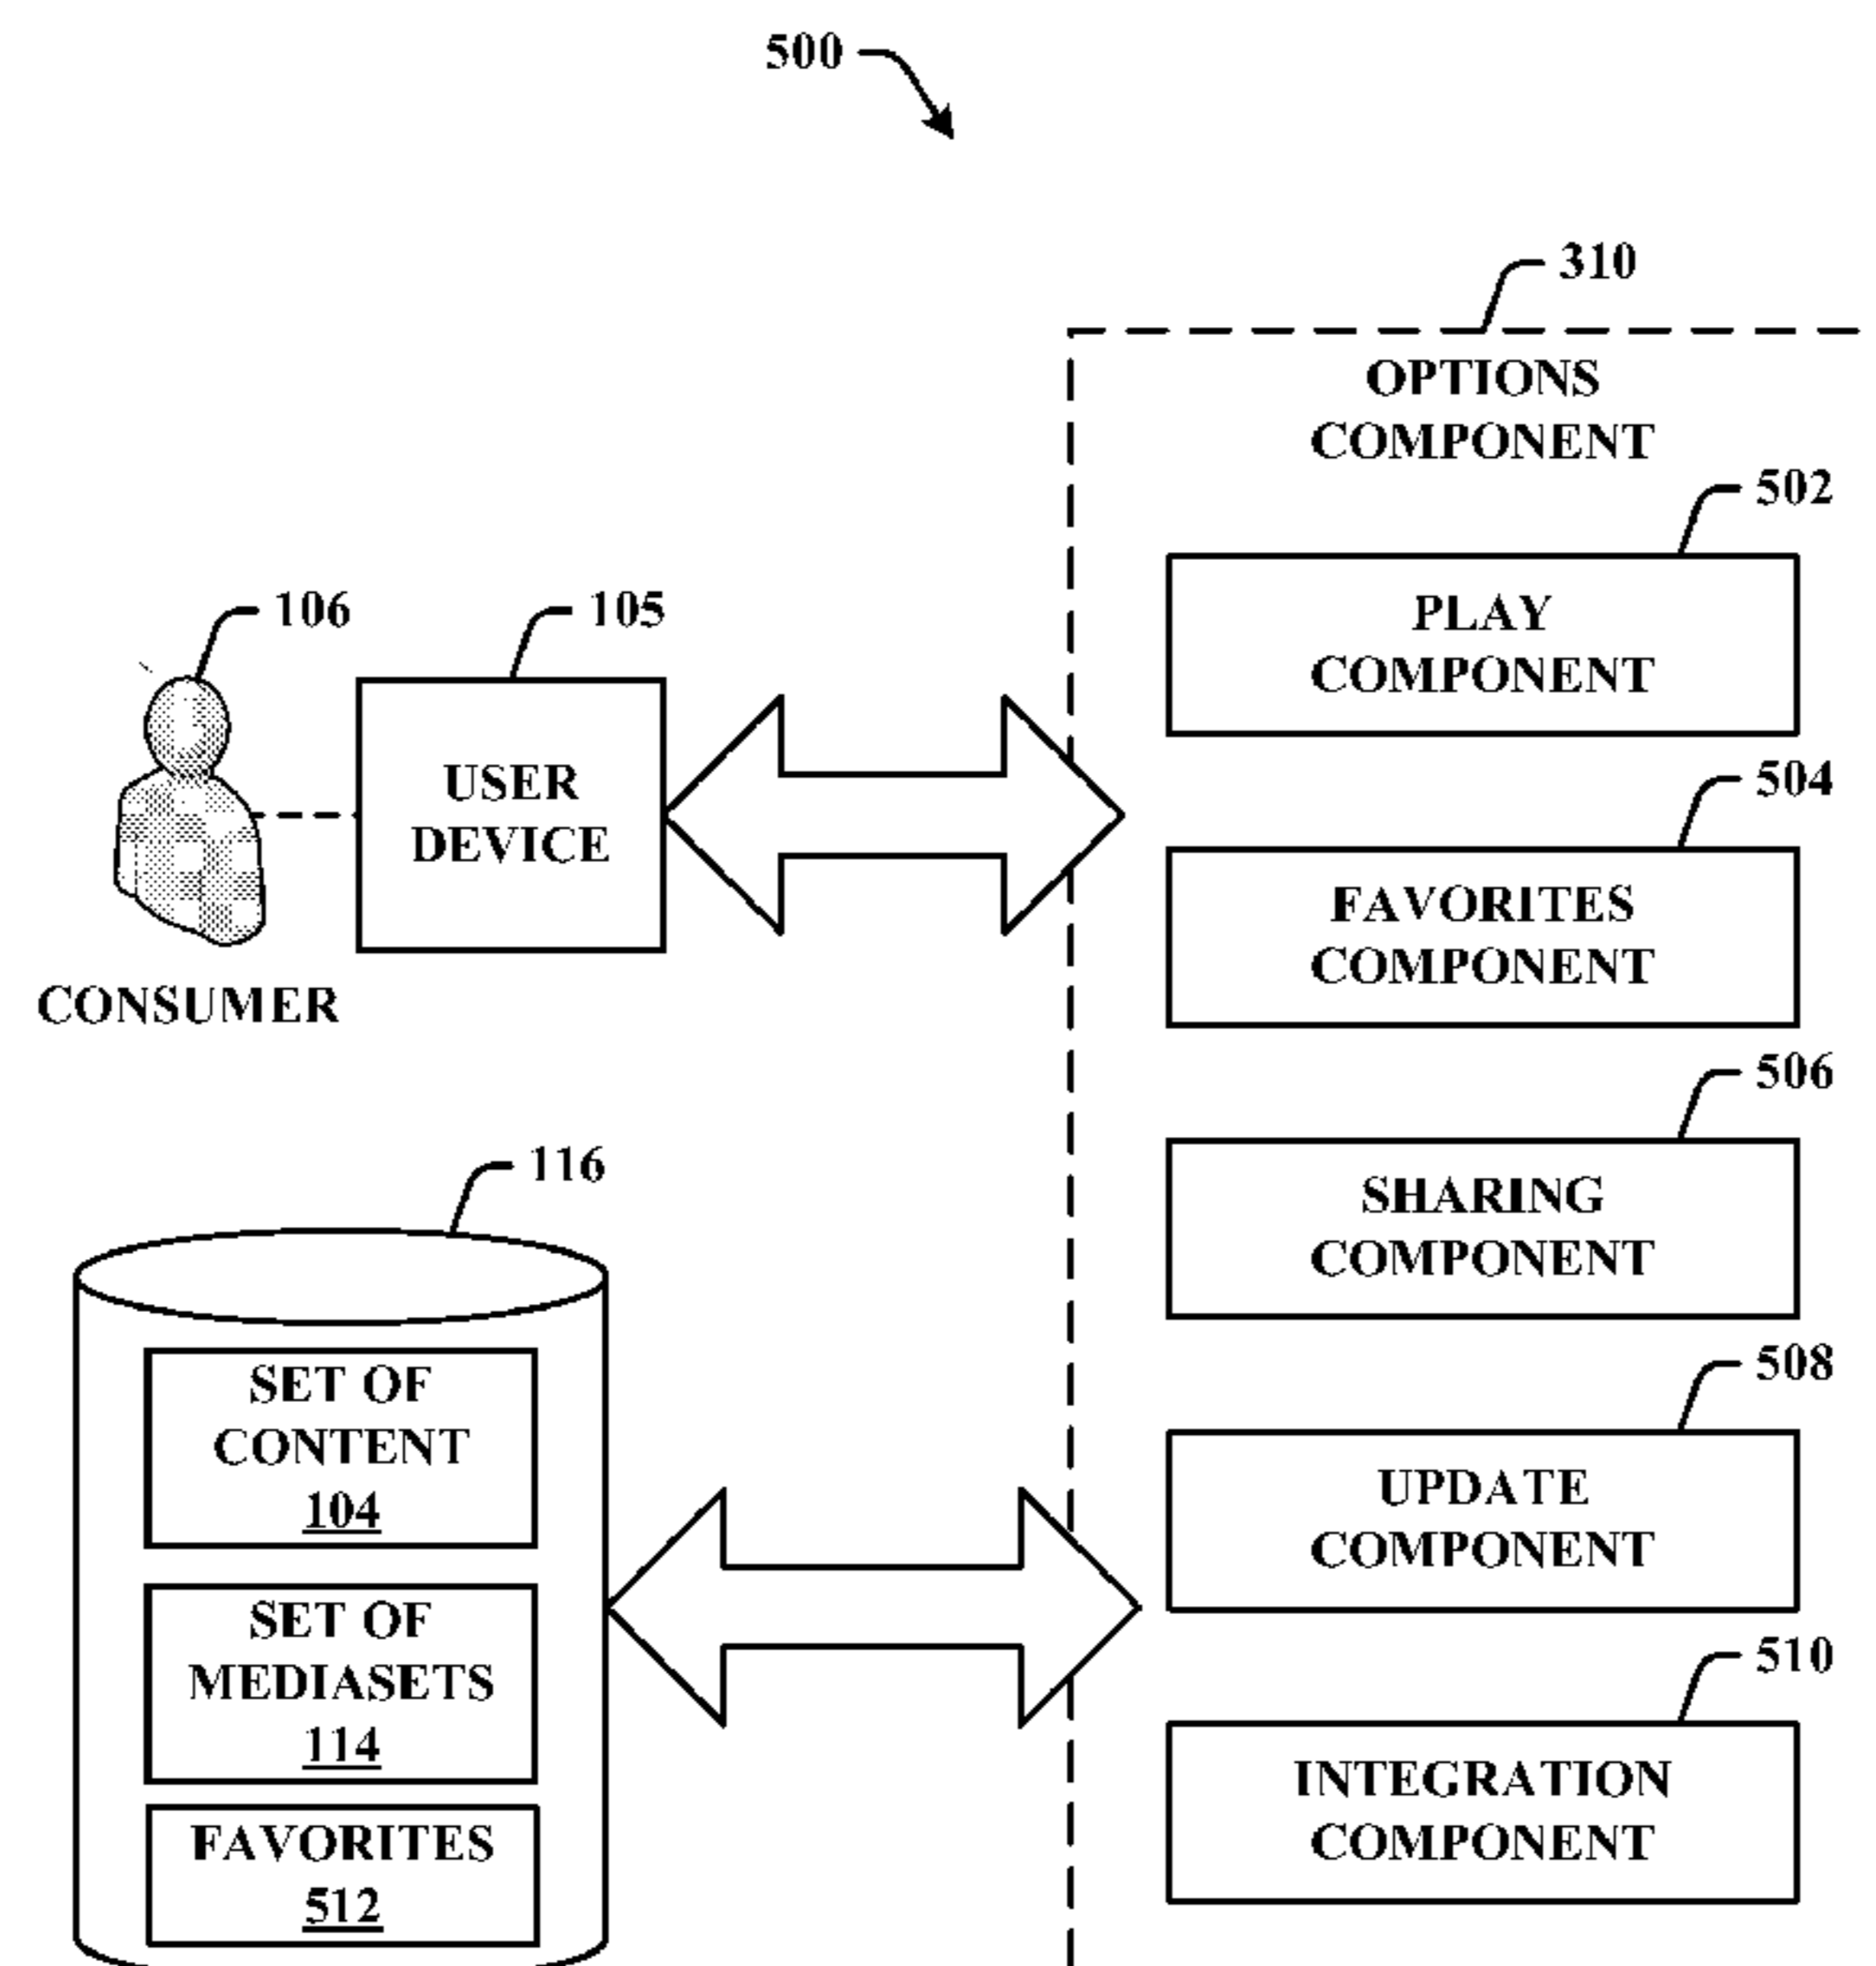 500
310
OPTIONS
COMPONENT
502
PLAY
COMPONENT
106
105
USER
DEVICE
CONSUMER
504
FAVORITES
COMPONENT
506
SHARING
COMPONENT
116
SET OF
CONTENT
104
SET OF
MEDIASETS
114
FAVORITES
512
508
UPDATE
COMPONENT
510
INTEGRATION
COMPONENT